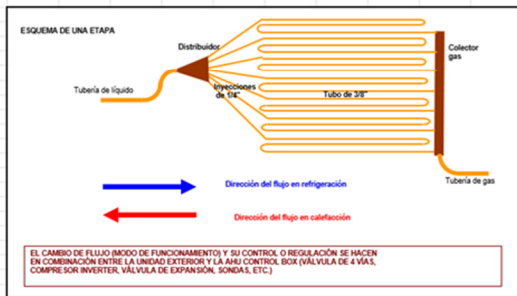 ESQUEMA DE UNA ETAPA
Distribuidor
Colector
gas
Tubería de líquido
Inyecciones
de 1/4"
Tubo de 3/8"
Tubería de gas
Dirección del flujo en refrigeración
Dirección del flujo en calefacción
EL CAMBIO DE FLUJO (MODO DE FUNCIONAMIENTO) Y SU CONTROL O REGULACIÓN SE HACEN
EN COMBINACIÓN ENTRE LA UNIDAD EXTERIOR Y LA AHU CONTROL BOX (VÁLVULA DE 4 VÍAS,
COMPRESOR INVERTER, VÁLVULA DE EXPANSIÓN, SONDAS, ETC.)